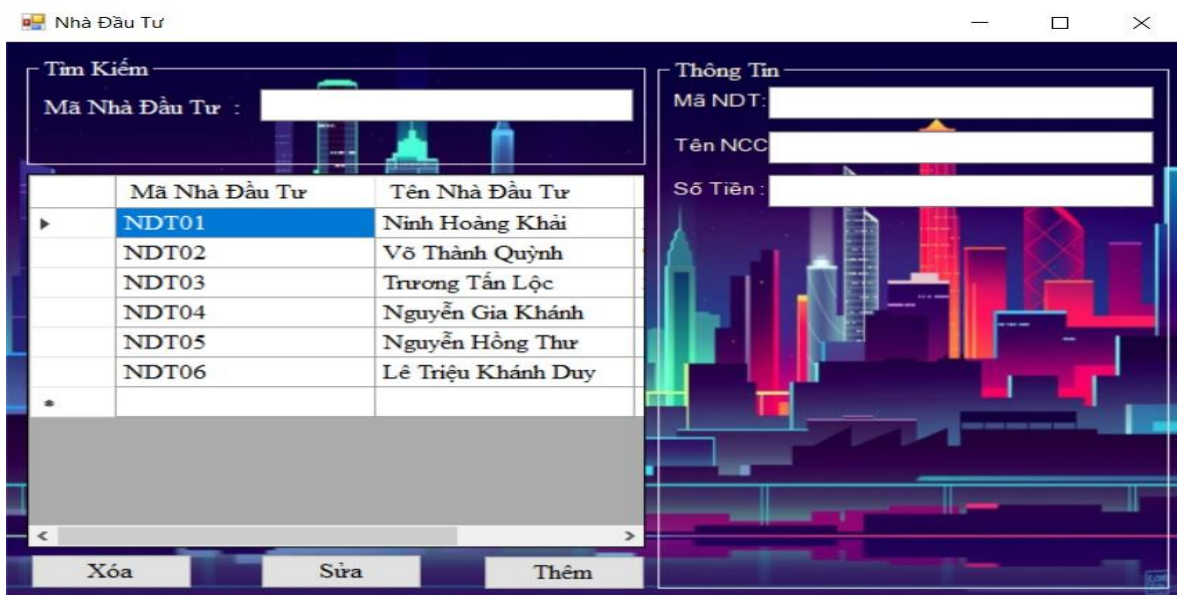 Nhà Đầu Tư
Tìm Kiếm
Mã Nhà Đầu Tư :
Mã Nhà Đầu Tư Tên Nhà Đầu Tư
NDT01 Ninh Hoàng Khải
NDT02 Võ Thành Quỳnh
NDT03 Trương Tấn Lộc
NDT04 Nguyễn Gia Khánh
NDT05 Nguyễn Hồng Thư
NDT06 Lê Triệu Khánh Duy
Xóa Sửa Thêm
Thông Tin
Mã NDT:
Tên NCC
Số Tiền :